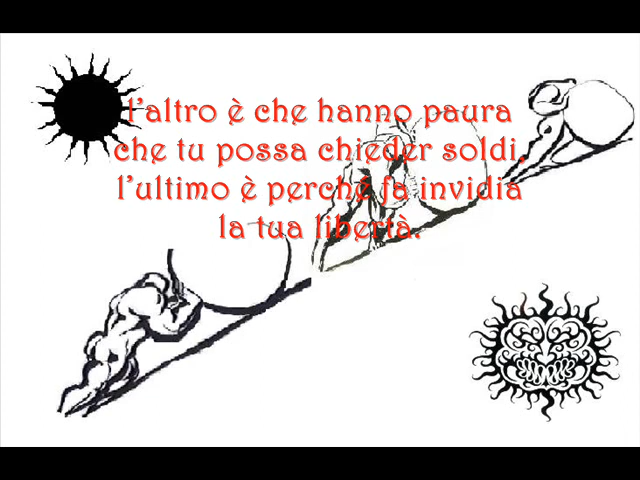 l'altro è che hanno paura
che tu possa chieder soldi,
l'ultimo è perché fa invidia
la tua libertà.